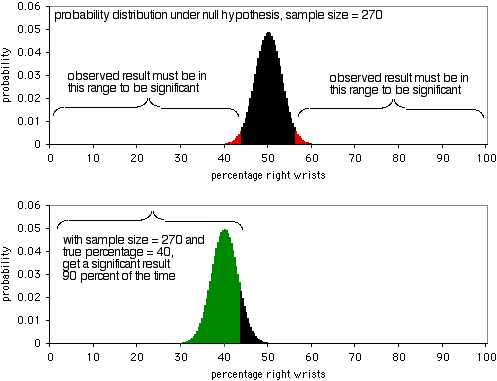 probability distribution under null hypothesis, sample size = 270
0.06
0.05
0.04
0.03
0.02
0.01
0
probability
observed result must be in
this range to be significant
observed result must be in
this range to be significant
0 10 20 30 40 50 60 70 80 90 100
percentage right wrists
0.06
0.05
0.04
0.03
0.02
0.01
0
probability
with sample size = 270 and
true percentage = 40,
get a significant result
90 percent of the time
0 10 20 30 40 50 60 70 80 90 100
percentage right wrists